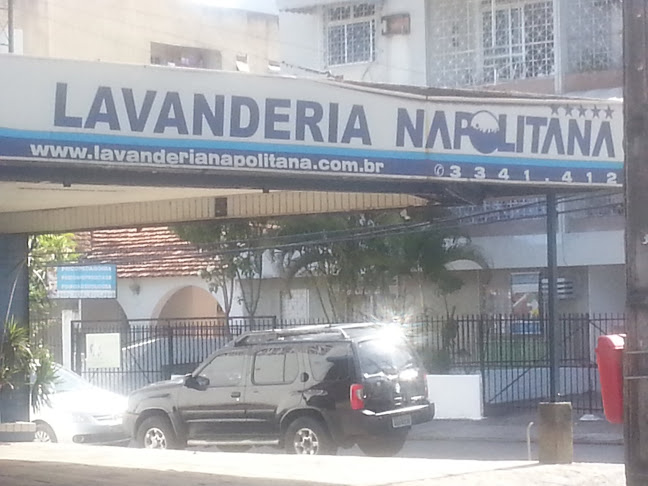 LAVANDERIA NAPOLITANA
www.lavanderianapolitana.com.br
3341.412